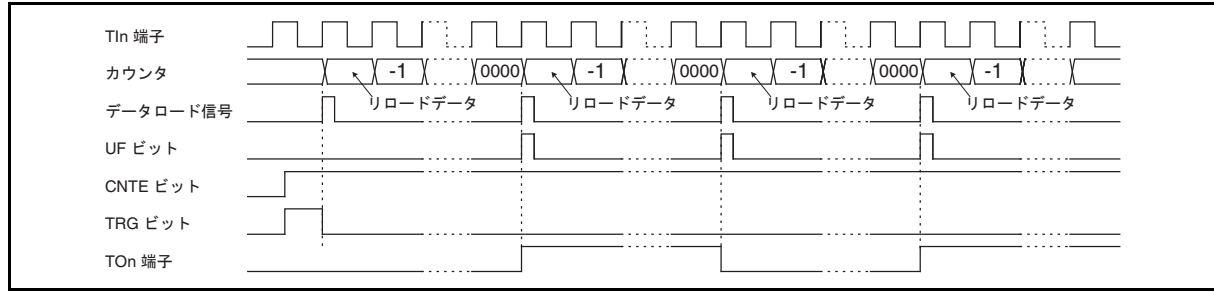 TIn 端子
カウンタ
-1 0000 -1 0000 -1 0000 -1
リロードデータ リロードデータ リロードデータ リロードデータ
データロード信号
UF ビット
CNTE ビット
TRG ビット
TOn 端子